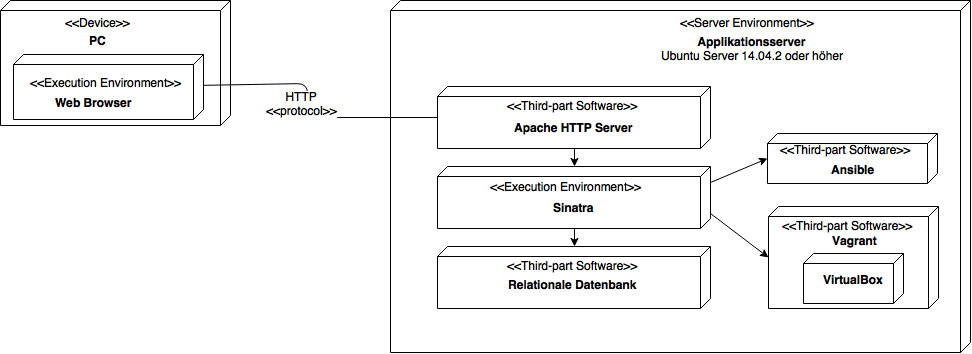 <<Device>>
PC
<<Execution Environment>>
Web Browser
HTTP
<<protocol>>
<<Server Environment>>
Applikationsserver
Ubuntu Server 14.04.2 oder höher
<<Third-part Software>>
Apache HTTP Server
<<Execution Environment>>
Sinatra
<<Third-part Software>>
Relationale Datenbank
<<Third-part Software>>
Ansible
<<Third-part Software>>
Vagrant
VirtualBox